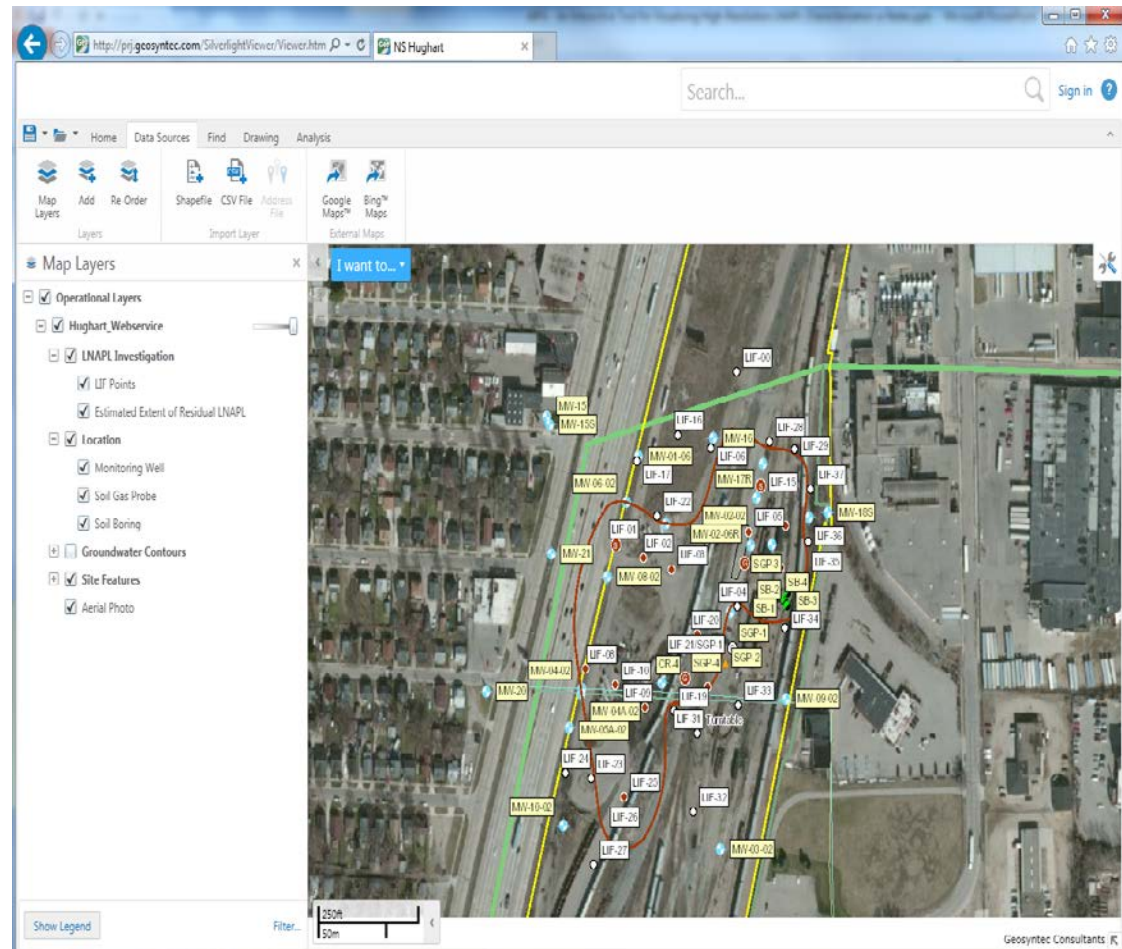 http://prj.geosyntec.com/SilverlightViewer/Viewer.htm
NS Hughart
Search...
Sign in
Home Data Sources Find Drawing Analysis
Map Layers
Add
Re-Order
Shapefile
CSV File
Address File
Google Maps™
Bing™ Maps
Layers
Import Layer
External Maps
Map Layers
I want to...
Operational Layers
Hughart_Webservice
LNAPL Investigation
LIF Points
Estimated Extent of Residual LNAPL
Location
Monitoring Well
Soil Gas Probe
Soil Boring
Groundwater Contours
Site Features
Aerial Photo
LIF-00
MW-15
MW-15S
LIF-16
MW-16
LIF-28
LIF-29
MW-01-06
LIF-06
LIF-17
MW-06-02
MW-17R
LIF-15
LIF-37
LIF-22
MW-02-02
LIF-05
MW-18S
LIF-01
MW-02-06R
LIF-36
LIF-02
LIF-03
MW-21
SGP-3
LIF-35
MW-08-02
SB-4
SB-2
LIF-04
SB-3
SB-1
LIF-20
LIF-34
SGP-1
LIF-21/SGP-1
LIF-08
SGP-2
MW-04-02
LIF-10
CR-4
SGP-4
MW-20
LIF-09
LIF-19
LIF-33
MW-09-02
MW-04A-02
LIF-31
Turntable
MW-05A-02
LIF-24
LIF-23
LIF-25
MW-10-02
LIF-32
LIF-26
LIF-27
MW-03-02
250ft
50m
Show Legend
Filter...
Geosyntec Consultants